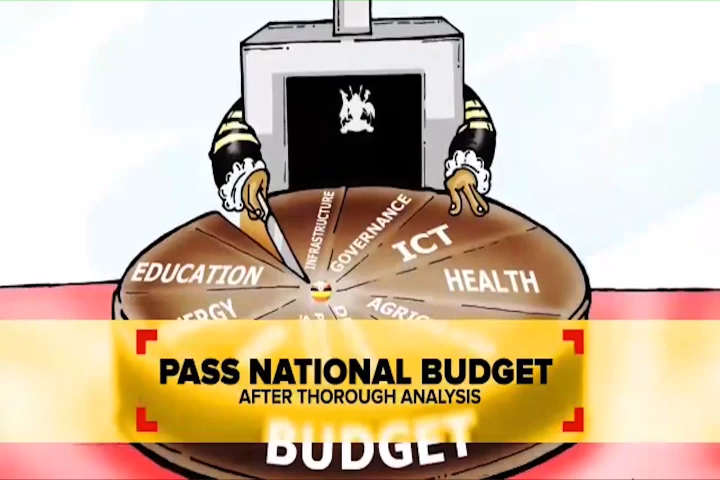 INFRASTRUCTURE
GOVERNANCE
ICT
EDUCATION
HEALTH
PASS NATIONAL BUDGET
AFTER THOROUGH ANALYSIS
BUDGET